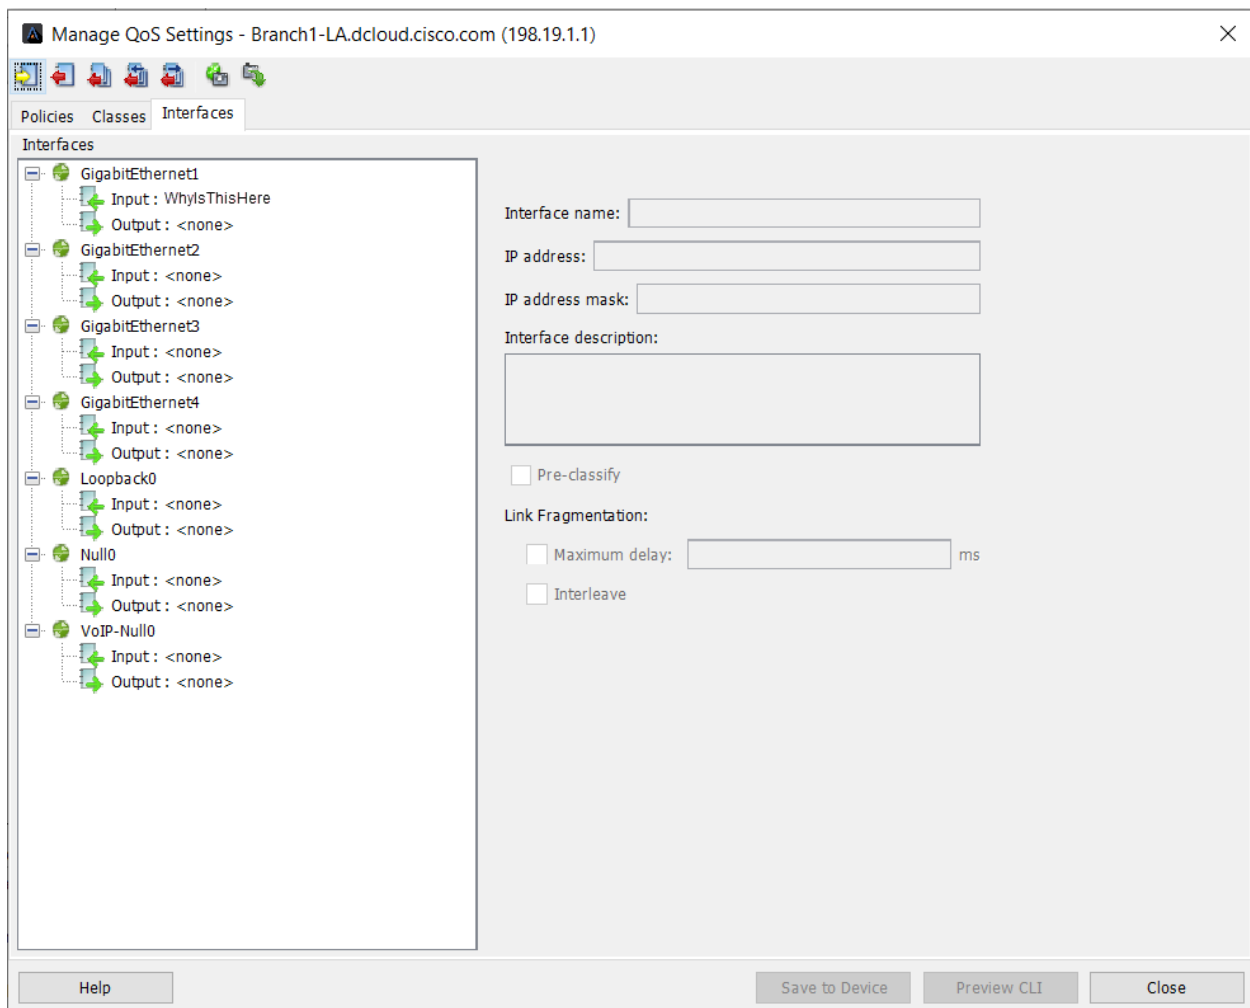 Manage QoS Settings - Branch1-LA.dcloud.cisco.com (198.19.1.1)
Policies Classes Interfaces
Interfaces
GigabitEthernet1
Input : WhyIsThisHere
Output : <none>
GigabitEthernet2
Input : <none>
Output : <none>
GigabitEthernet3
Input : <none>
Output : <none>
GigabitEthernet4
Input : <none>
Output : <none>
Loopback0
Input : <none>
Output : <none>
Null0
Input : <none>
Output : <none>
VoIP-Null0
Input : <none>
Output : <none>
Interface name:
IP address:
IP address mask:
Interface description:
Pre-classify
Link Fragmentation:
Maximum delay: ms
Interleave
Help Save to Device Preview CLI Close